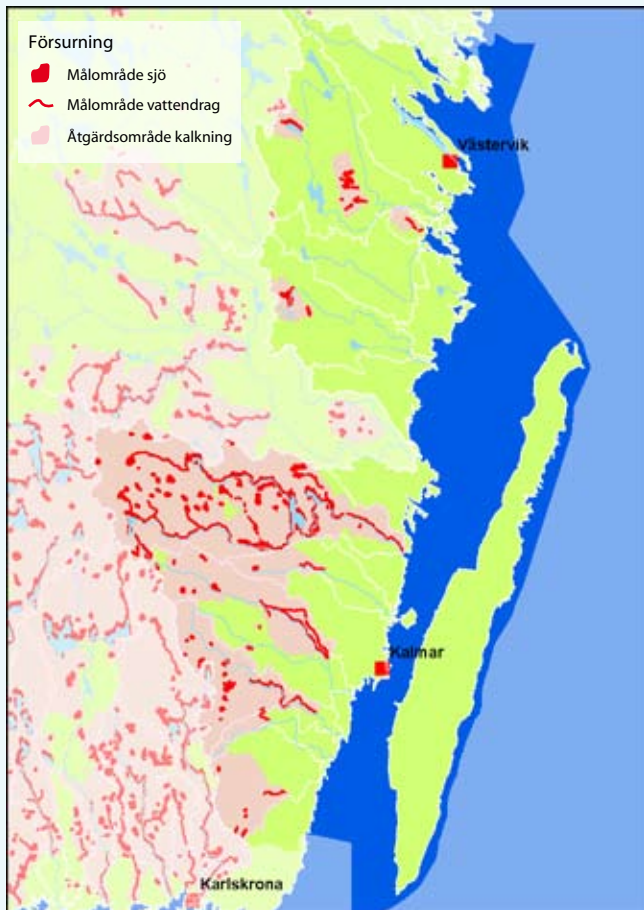 Försurning
Målområde sjö
Målområde vattendrag
Åtgärdsområde kalkning
Västervik
Kalmar
Karlskrona